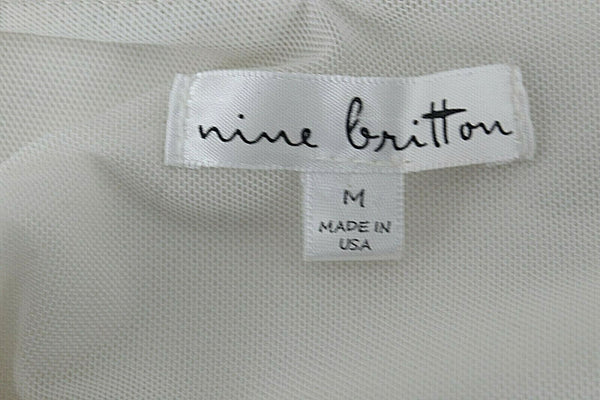 nine britton
M
MADE IN
USA